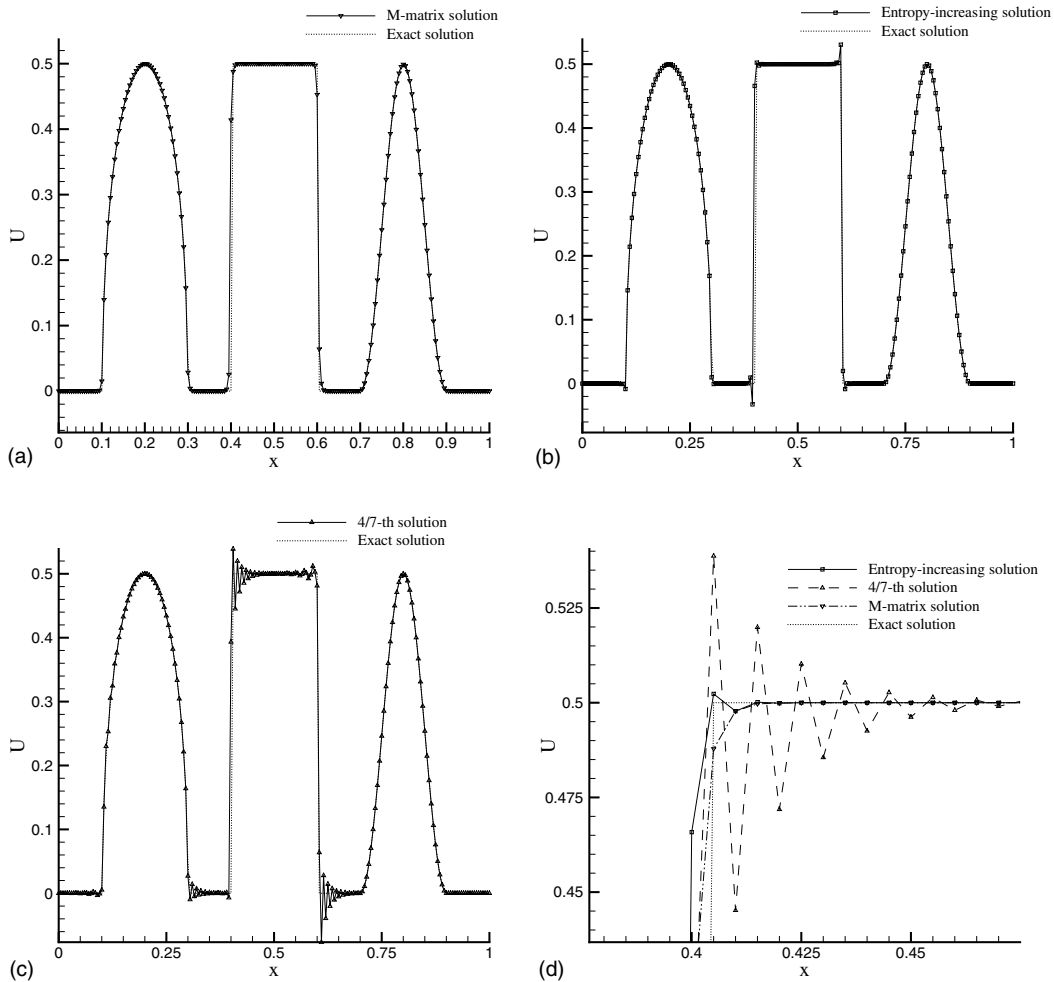 M-matrix solution
Exact solution
0.5
0.4
0.3
U
0.2
0.1
0
0 0.1 0.2 0.3 0.4 0.5 0.6 0.7 0.8 0.9 1
x
(a)
Entropy-increasing solution
Exact solution
0.5
0.4
0.3
U
0.2
0.1
0
0 0.25 0.5 0.75 1
x
(b)
4/7-th solution
Exact solution
0.5
0.4
0.3
U
0.2
0.1
0
0 0.25 0.5 0.75 1
x
(c)
Entropy-increasing solution
4/7-th solution
M-matrix solution
Exact solution
0.525
0.5
U
0.475
0.45
0.4 0.425 0.45
x
(d)